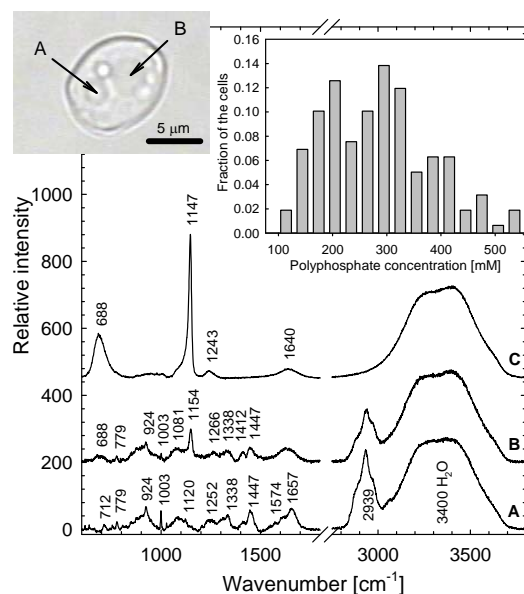 A
B
5 μm
0.16
0.14
0.12
0.10
0.08
0.06
0.04
0.02
0.00
Fraction of the cells
100 200 300 400 500
Polyphosphate concentration [mM]
1000
800
600
400
200
0
Relative intensity
688 1147 1243 1640 C
688 779 924 1003 1081 1154 1266 1338 1412 1447 B
712 779 924 1003 1120 1252 1338 1447 1574 1657 2939 3400 H₂O A
1000 1500 3000 3500
Wavenumber [cm⁻¹]